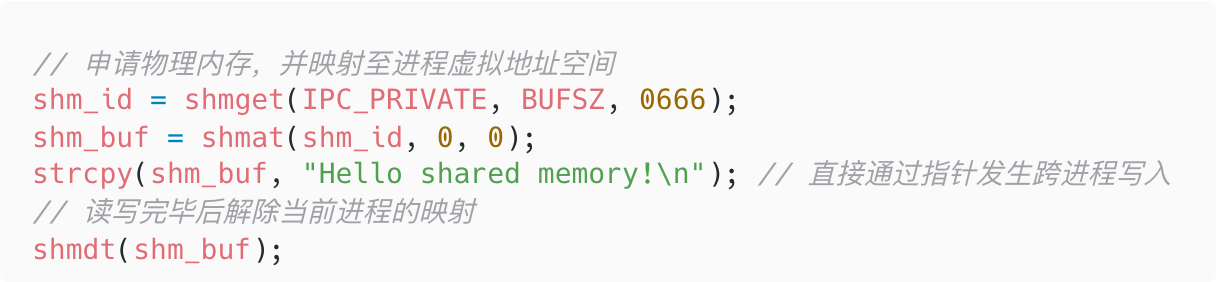 // 申请物理内存，并映射至进程虚拟地址空间
shm_id = shmget(IPC_PRIVATE, BUFSZ, 0666);
shm_buf = shmat(shm_id, 0, 0);
strcpy(shm_buf, "Hello shared memory!\n"); // 直接通过指针发生跨进程写入
// 读写完毕后解除当前进程的映射
shmdt(shm_buf);